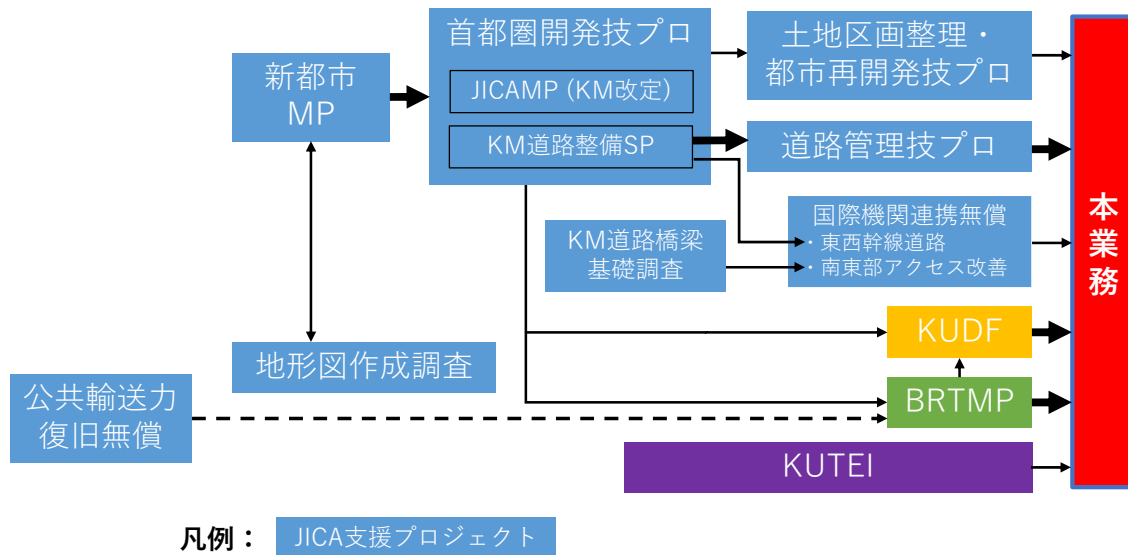 首都圏開発技プロ
JICAMP (KM改定)
KM道路整備SP
土地区画整理・
都市再開発技プロ
新都市
MP
道路管理技プロ
国際機関連携無償
・東西幹線道路
・南東部アクセス改善
KM道路橋梁
基礎調査
本業務
KUDF
地形図作成調査
BRTMP
公共輸送力
復旧無償
KUTEI
凡例：
JICA支援プロジェクト